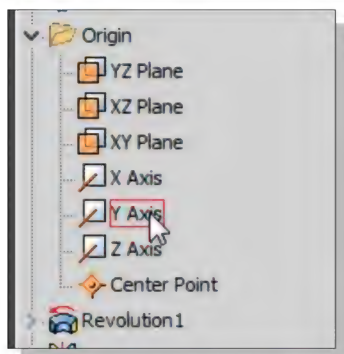 Origin
YZ Plane
XZ Plane
XY Plane
X Axis
Y Axis
Z Axis
Center Point
Revolution1